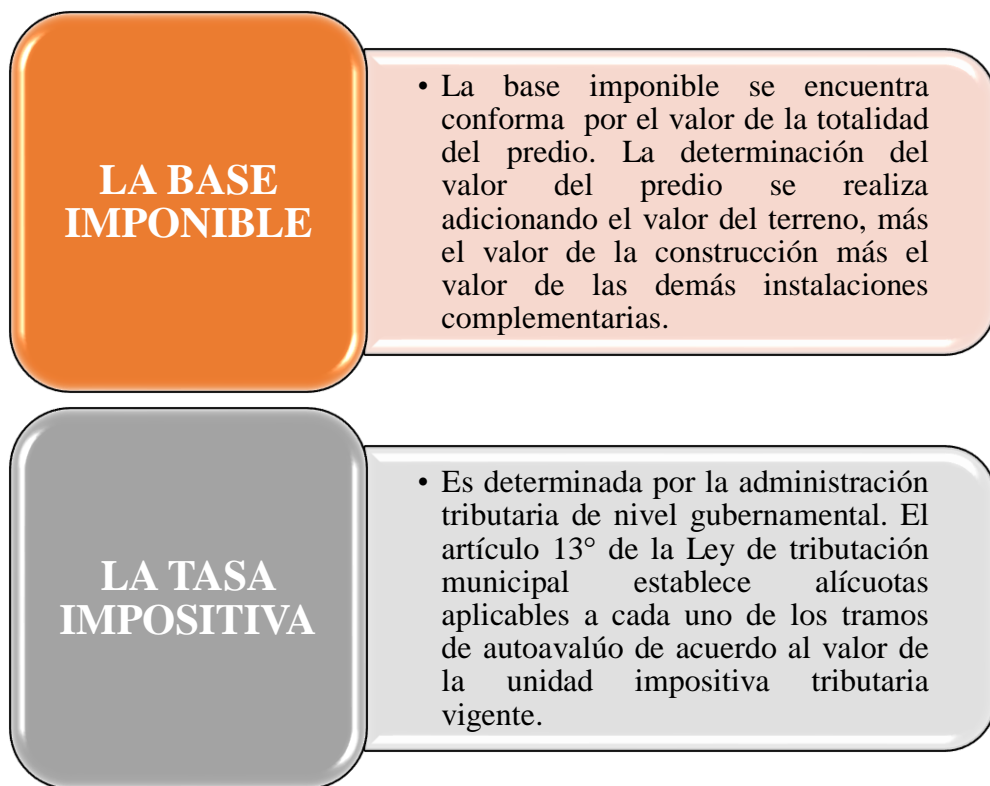 LA BASE
IMPONIBLE
• La base imponible se encuentra
conforma por el valor de la totalidad
del predio. La determinación del
valor del predio se realiza
adicionando el valor del terreno, más
el valor de la construcción más el
valor de las demás instalaciones
complementarias.
LA TASA
IMPOSITIVA
• Es determinada por la administración
tributaria de nivel gubernamental. El
artículo 13° de la Ley de tributación
municipal establece alícuotas
aplicables a cada uno de los tramos
de autoavalúo de acuerdo al valor de
la unidad impositiva tributaria
vigente.